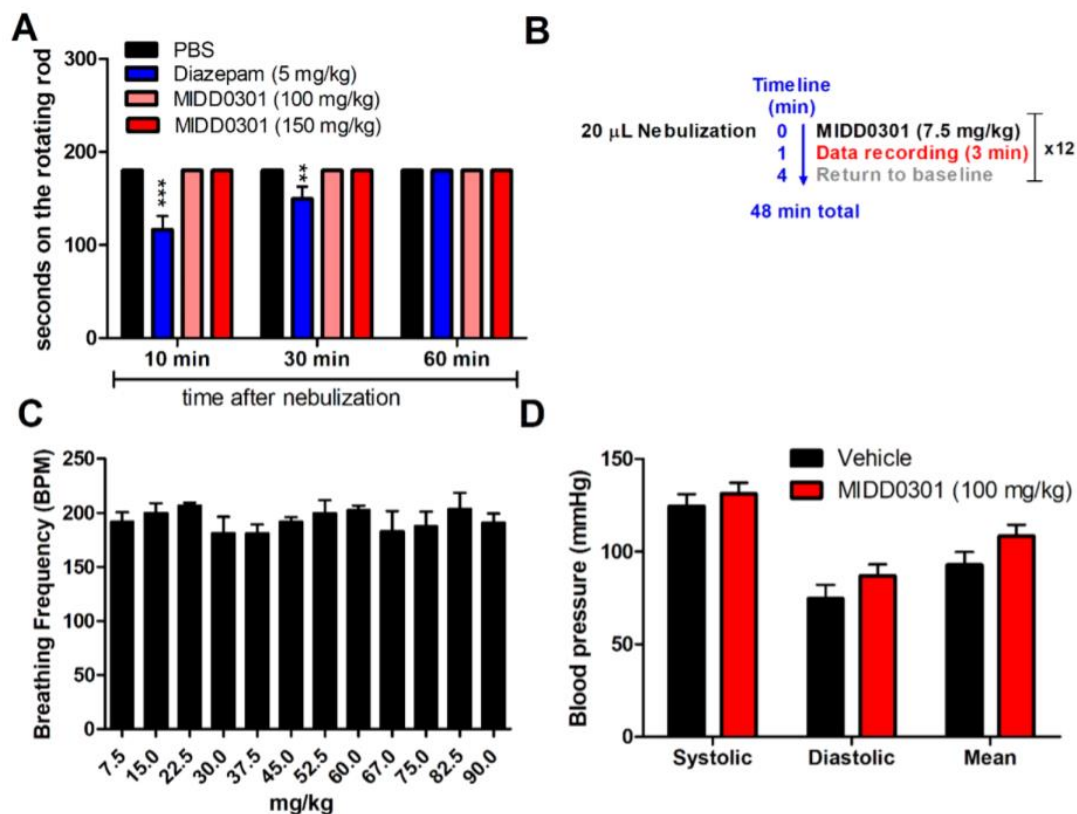 A
PBS
Diazepam (5 mg/kg)
MIDD0301 (100 mg/kg)
MIDD0301 (150 mg/kg)
seconds on the rotating rod
300
200
100
0
***
**
10 min 30 min 60 min
time after nebulization
B
Timeline
(min)
20 μL Nebulization 0 MIDD0301 (7.5 mg/kg)
1 Data recording (3 min) x12
4 Return to baseline
48 min total
C
Breathing Frequency (BPM)
250
200
150
100
50
0
7.5 15.0 22.5 30.0 37.5 45.0 52.5 60.0 67.0 75.0 82.5 90.0
mg/kg
D
Vehicle
MIDD0301 (100 mg/kg)
Blood pressure (mmHg)
150
100
50
0
Systolic Diastolic Mean